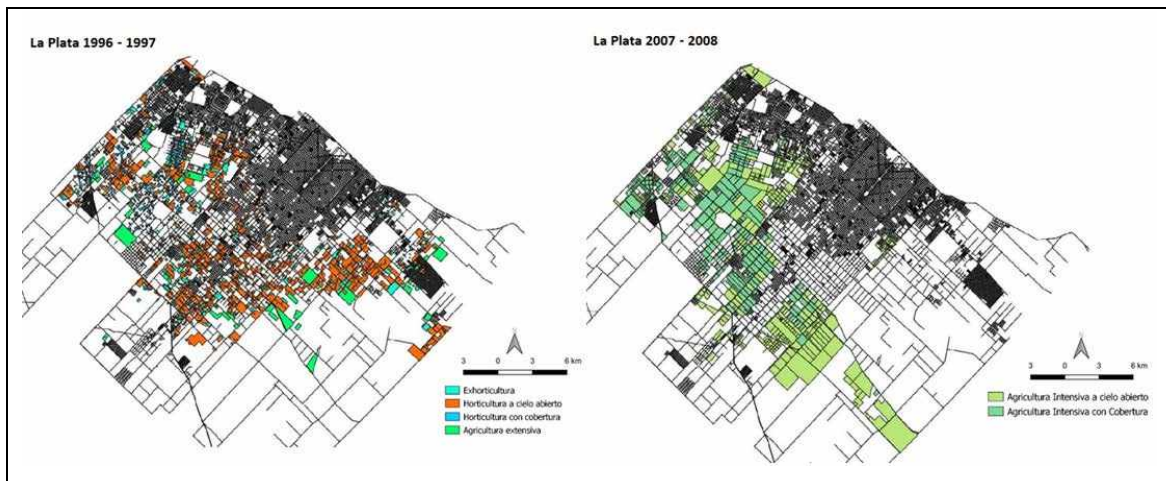 La Plata 1996 - 1997
3 0 3 6 km
Exhorticultura
Horticultura a cielo abierto
Horticultura con cobertura
Agricultura extensiva
La Plata 2007 - 2008
3 0 3 6 km
Agricultura Intensiva a cielo abierto
Agricultura Intensiva con Cobertura